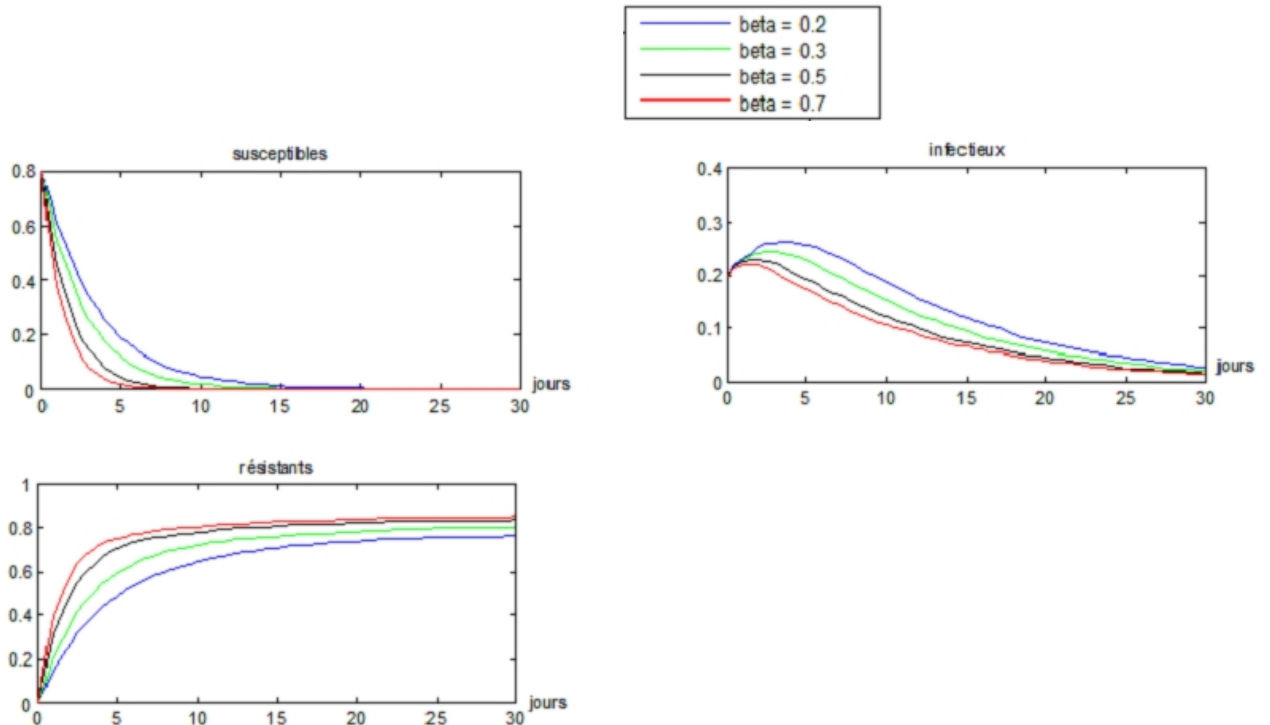 beta = 0.2
beta = 0.3
beta = 0.5
beta = 0.7
susceptibles
0.8
0.6
0.4
0.2
0
0 5 10 15 20 25 30
jours
infectieux
0.4
0.3
0.2
0.1
0
0 5 10 15 20 25 30
jours
résistants
1
0.8
0.6
0.4
0.2
0
0 5 10 15 20 25 30
jours